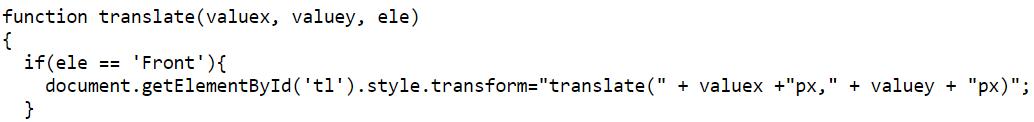 function translate(valuex, valuey, ele)
{
  if(ele == 'Front'){
    document.getElementById('tl').style.transform="translate(" + valuex +"px," + valuey + "px)";
  }